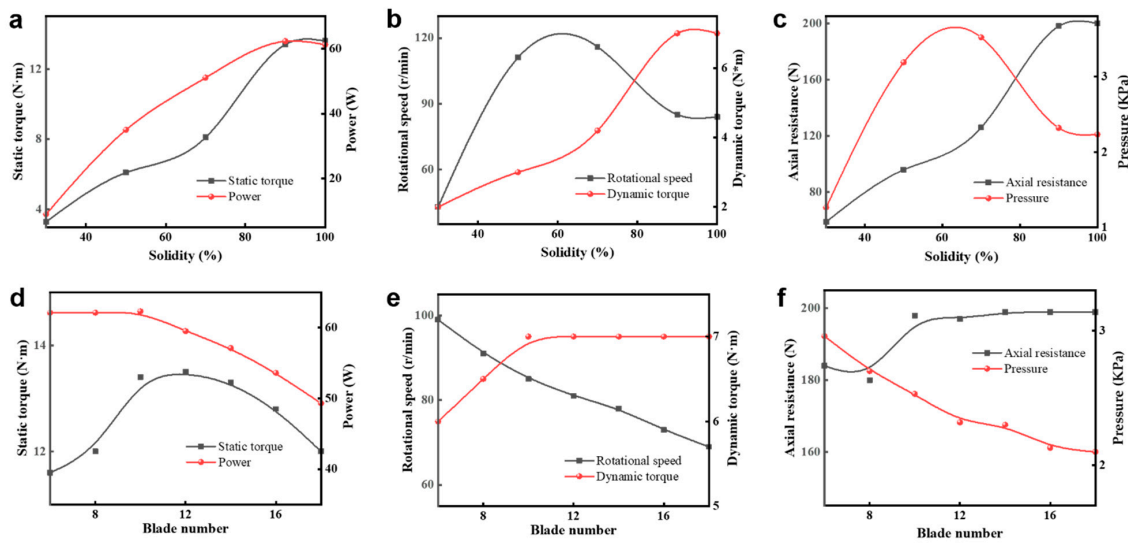 a
Static torque (N·m)
4
8
12
Power (W)
20
40
60
Static torque
Power
40
60
80
100
Solidity (%)
b
Rotational speed (r/min)
60
90
120
Dynamic torque (N*m)
2
4
6
Rotational speed
Dynamic torque
40
60
80
100
Solidity (%)
c
Axial resistance (N)
80
120
160
200
Pressure (KPa)
1
2
3
Axial resistance
Pressure
40
60
80
100
Solidity (%)
d
Static torque (N·m)
12
14
Power (W)
40
50
60
Static torque
Power
8
12
16
Blade number
e
Rotational speed (r/min)
60
70
80
90
100
Dynamic torque (N·m)
5
6
7
Rotational speed
Dynamic torque
8
12
16
Blade number
f
Axial resistance (N)
160
180
200
Pressure (KPa)
2
3
Axial resistance
Pressure
8
12
16
Blade number